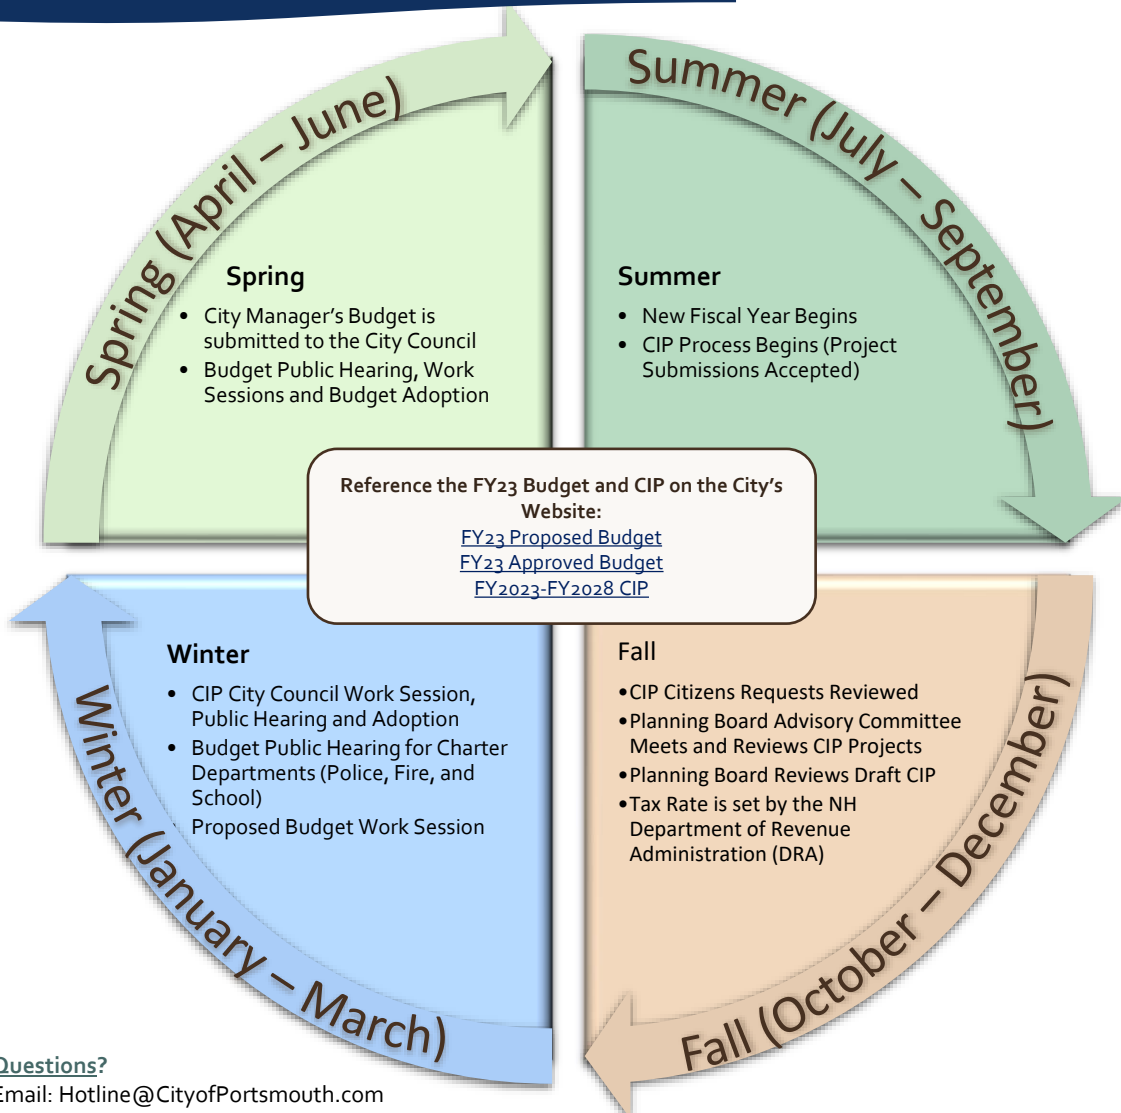 Spring (April – June)
Summer (July – September)
Spring
• City Manager's Budget is
submitted to the City Council
• Budget Public Hearing, Work
Sessions and Budget Adoption
Summer
• New Fiscal Year Begins
• CIP Process Begins (Project
Submissions Accepted)
Reference the FY23 Budget and CIP on the City's
Website:
FY23 Proposed Budget
FY23 Approved Budget
FY2023-FY2028 CIP
Winter
• CIP City Council Work Session,
Public Hearing and Adoption
• Budget Public Hearing for Charter
Departments (Police, Fire, and
School)
• Proposed Budget Work Session
Fall
•CIP Citizens Requests Reviewed
•Planning Board Advisory Committee
Meets and Reviews CIP Projects
•Planning Board Reviews Draft CIP
•Tax Rate is set by the NH
Department of Revenue
Administration (DRA)
Winter (January – March)
Fall (October – December)
Questions?
Email: Hotline@CityofPortsmouth.com